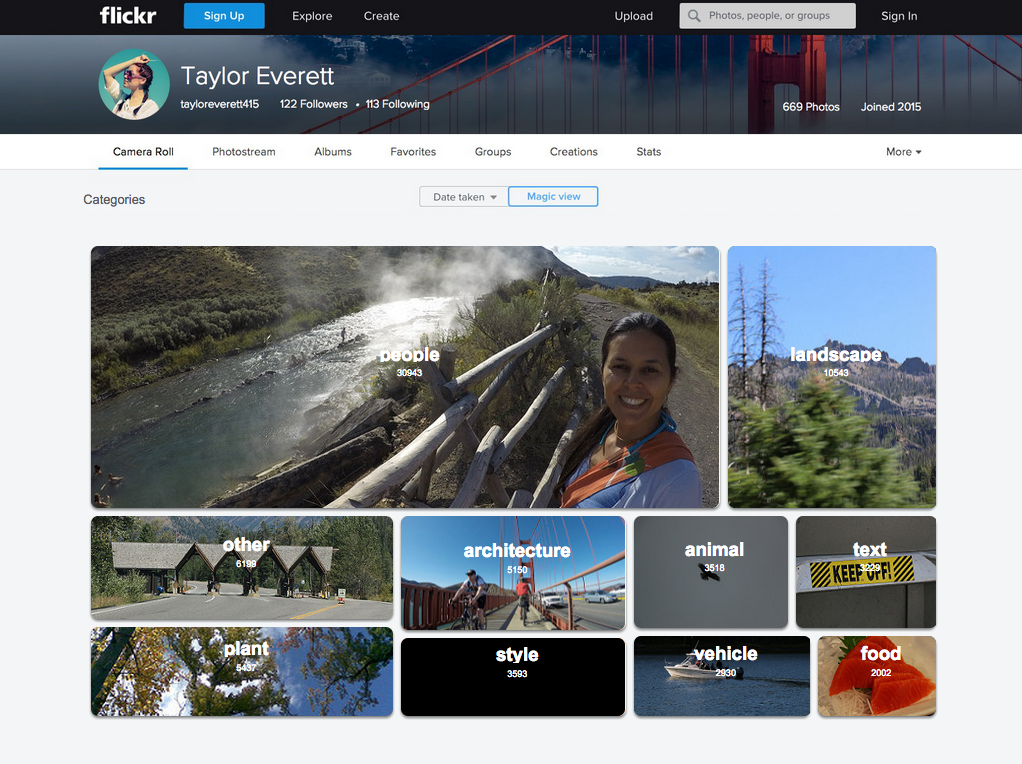 flickr Sign Up Explore Create Upload Photos, people, or groups Sign In
Taylor Everett
tayloreverett415 122 Followers • 113 Following 669 Photos Joined 2015
Camera Roll Photostream Albums Favorites Groups Creations Stats More
Categories Date taken Magic view
people
30943
landscape
10543
other
6199
architecture
5150
animal
3518
text
3229
KEEP OFF!
plant
5437
style
3593
vehicle
2930
food
2002